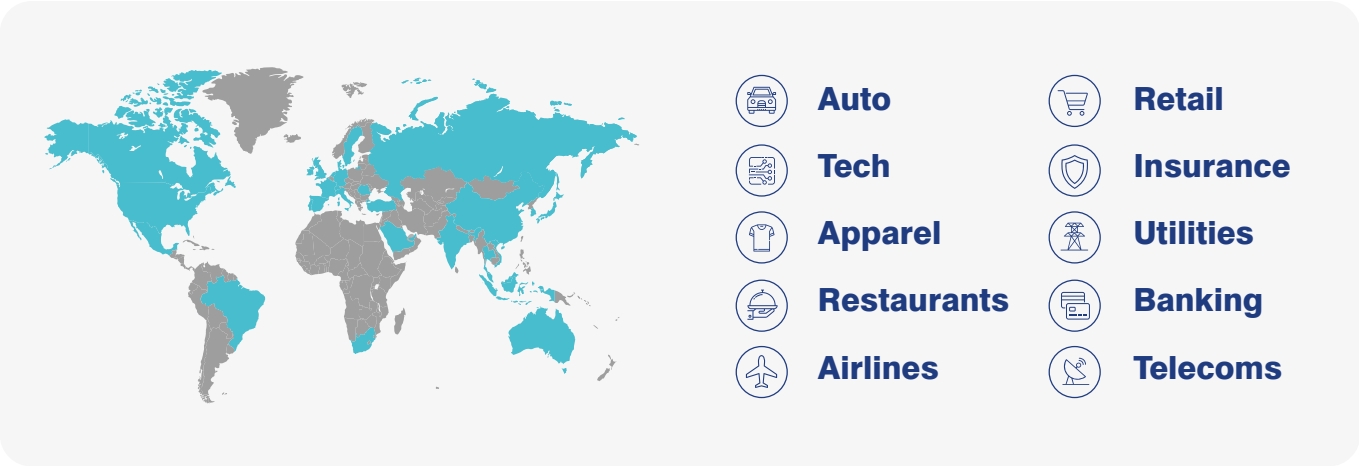 Auto
Tech
Apparel
Restaurants
Airlines
Retail
Insurance
Utilities
Banking
Telecoms